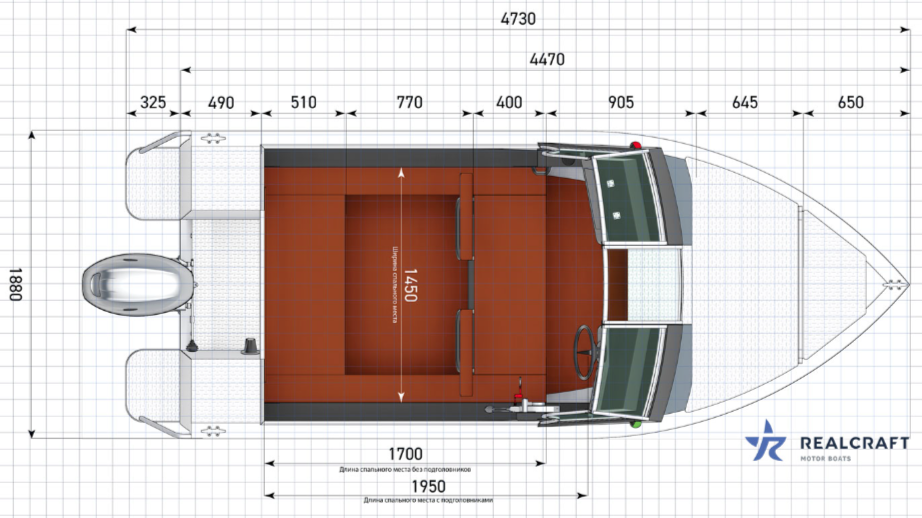 4730
4470
325 490 510 770 400 905 645 650
1880
1450
Ширина спального места
1700
Длина спального места без подголовников
1950
Длина спального места с подголовниками
REALCRAFT
MOTOR BOATS